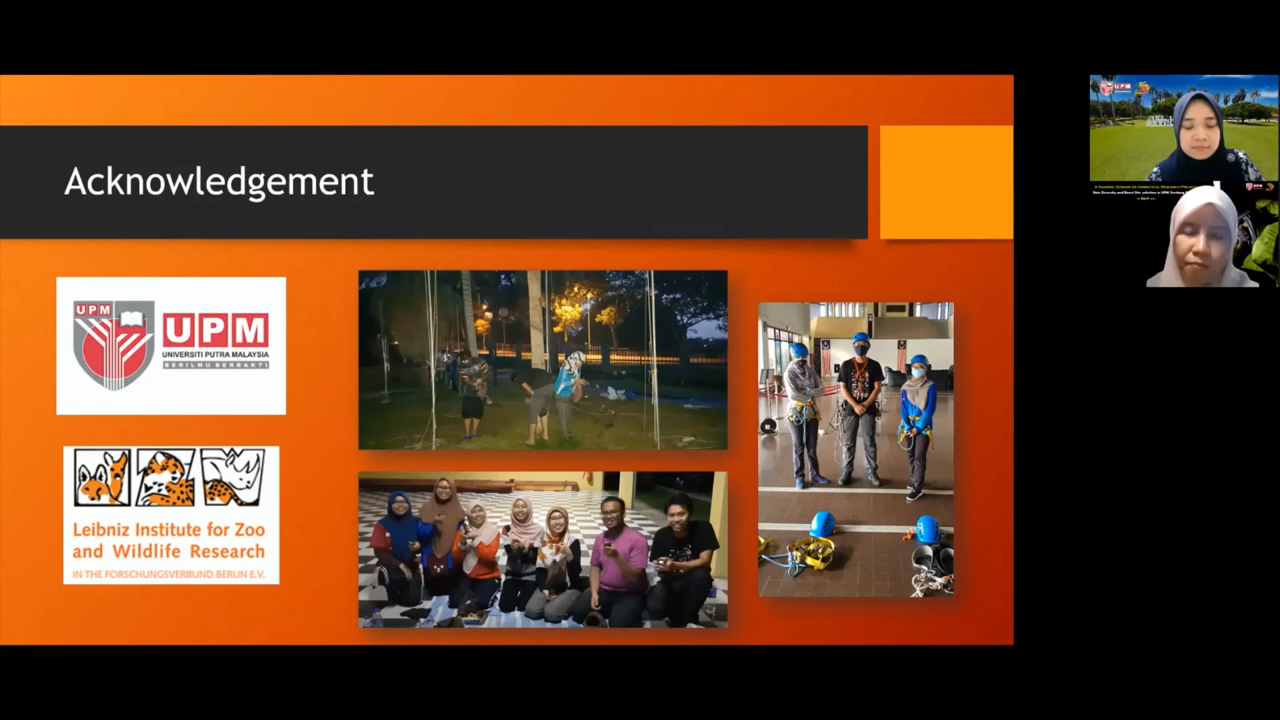 Acknowledgement
UPM
UPM
UNIVERSITI PUTRA MALAYSIA
BERILMU BERBAKTI
Leibniz Institute for Zoo
and Wildlife Research
IN THE FORSCHUNGSVERBUND BERLIN E.V.
UPM